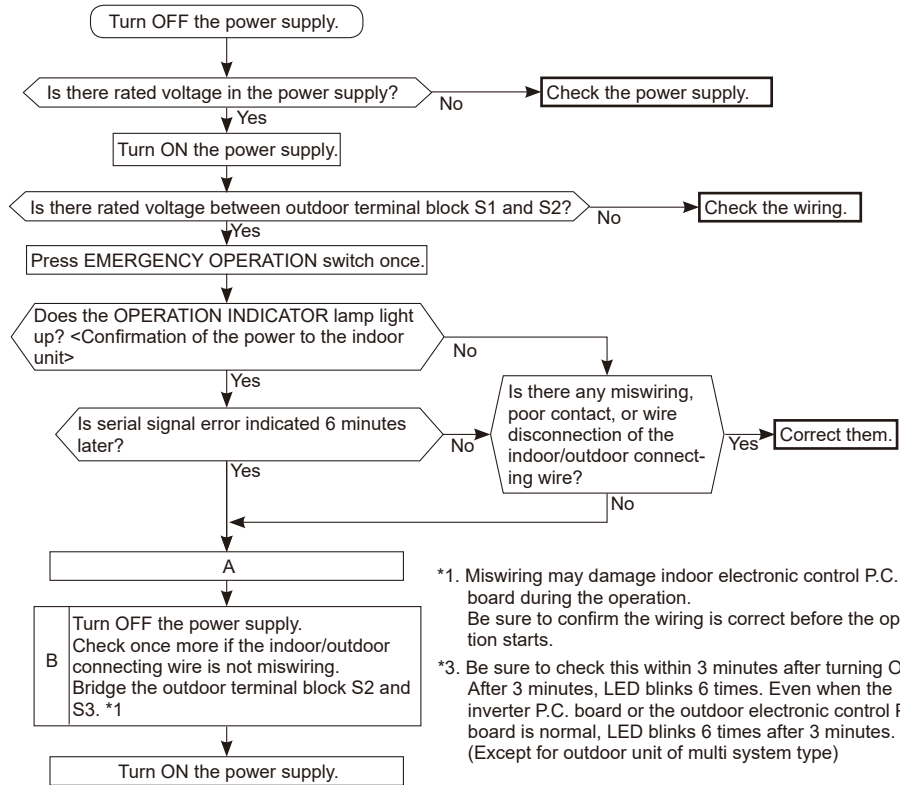 Turn OFF the power supply.
Is there rated voltage in the power supply?
No
Check the power supply.
Yes
Turn ON the power supply.
Is there rated voltage between outdoor terminal block S1 and S2?
No
Check the wiring.
Yes
Press EMERGENCY OPERATION switch once.
Does the OPERATION INDICATOR lamp light
up? <Confirmation of the power to the indoor
unit>
No
Yes
Is serial signal error indicated 6 minutes
later?
No
Yes
Is there any miswiring,
poor contact, or wire
disconnection of the
indoor/outdoor connect-
ing wire?
Yes
Correct them.
No
A
B
Turn OFF the power supply.
Check once more if the indoor/outdoor
connecting wire is not miswiring.
Bridge the outdoor terminal block S2 and
S3. *1
Turn ON the power supply.
*1. Miswiring may damage indoor electronic control P.C.
board during the operation.
Be sure to confirm the wiring is correct before the
tion starts.
*3. Be sure to check this within 3 minutes after turning
After 3 minutes, LED blinks 6 times. Even when the
inverter P.C. board or the outdoor electronic control
board is normal, LED blinks 6 times after 3 minutes.
(Except for outdoor unit of multi system type)